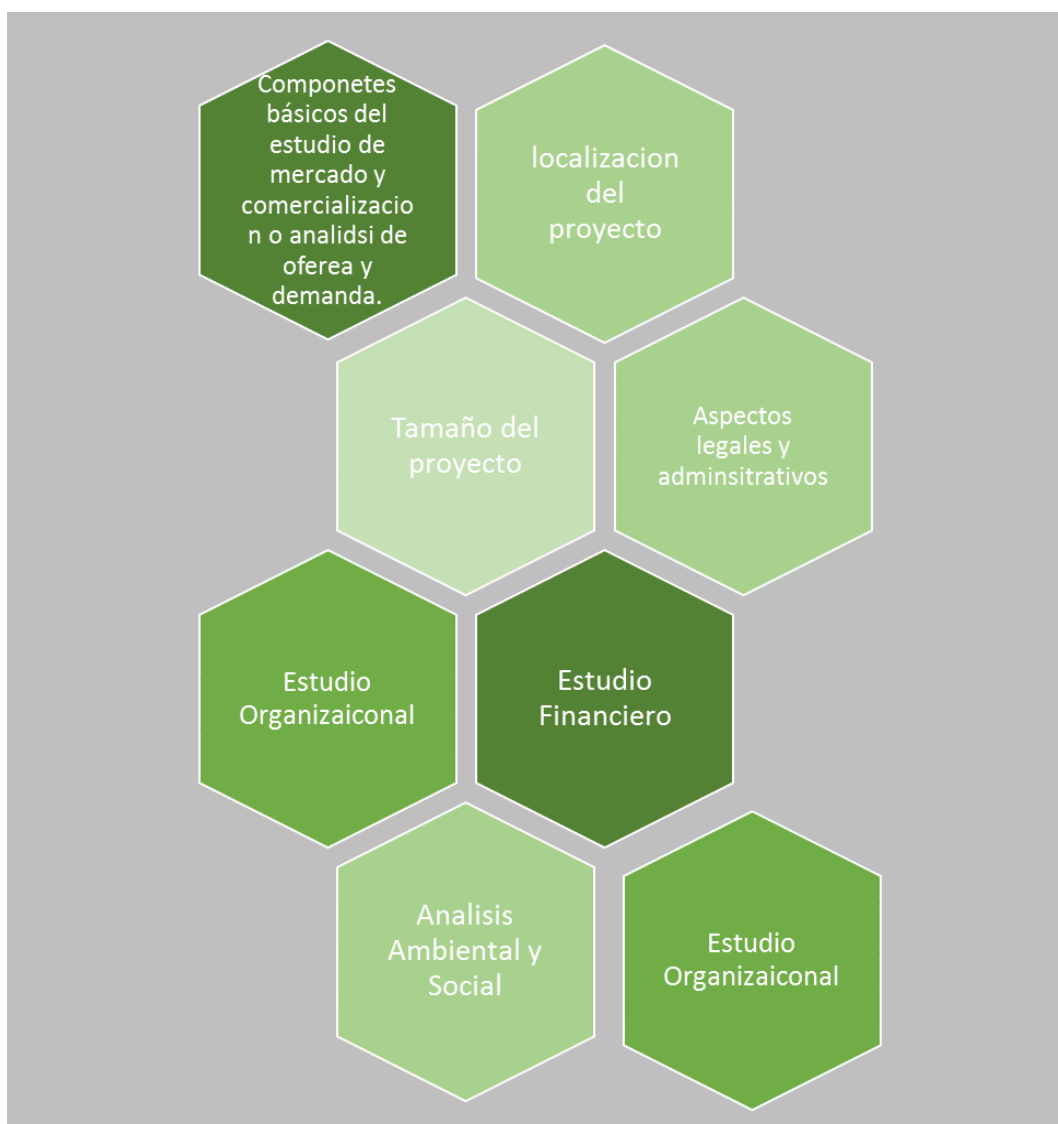 Componetes
básicos del
estudio de
mercado y
comercializacio
n o analidsi de
oferea y
demanda.
localizacion
del
proyecto
Tamaño del
proyecto
Aspectos
legales y
adminsitrativos
Estudio
Organizaiconal
Estudio
Financiero
Analisis
Ambiental y
Social
Estudio
Organizaiconal